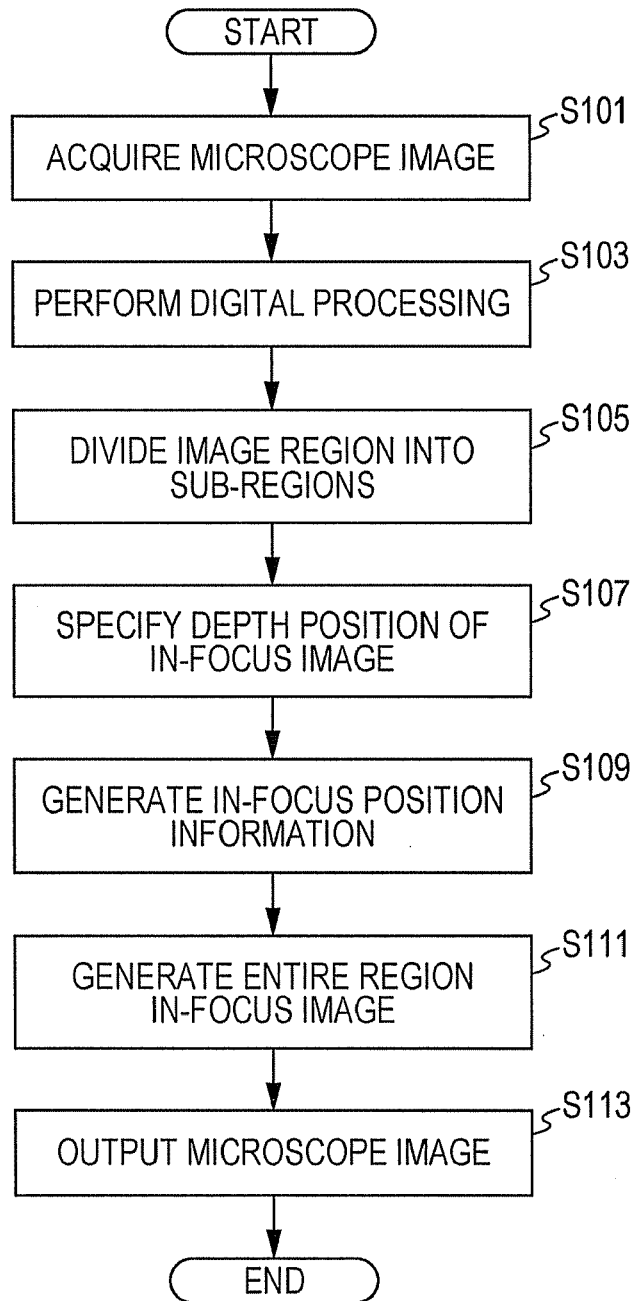 START
S101
ACQUIRE MICROSCOPE IMAGE
S103
PERFORM DIGITAL PROCESSING
S105
DIVIDE IMAGE REGION INTO
SUB-REGIONS
S107
SPECIFY DEPTH POSITION OF
IN-FOCUS IMAGE
S109
GENERATE IN-FOCUS POSITION
INFORMATION
S111
GENERATE ENTIRE REGION
IN-FOCUS IMAGE
S113
OUTPUT MICROSCOPE IMAGE
END